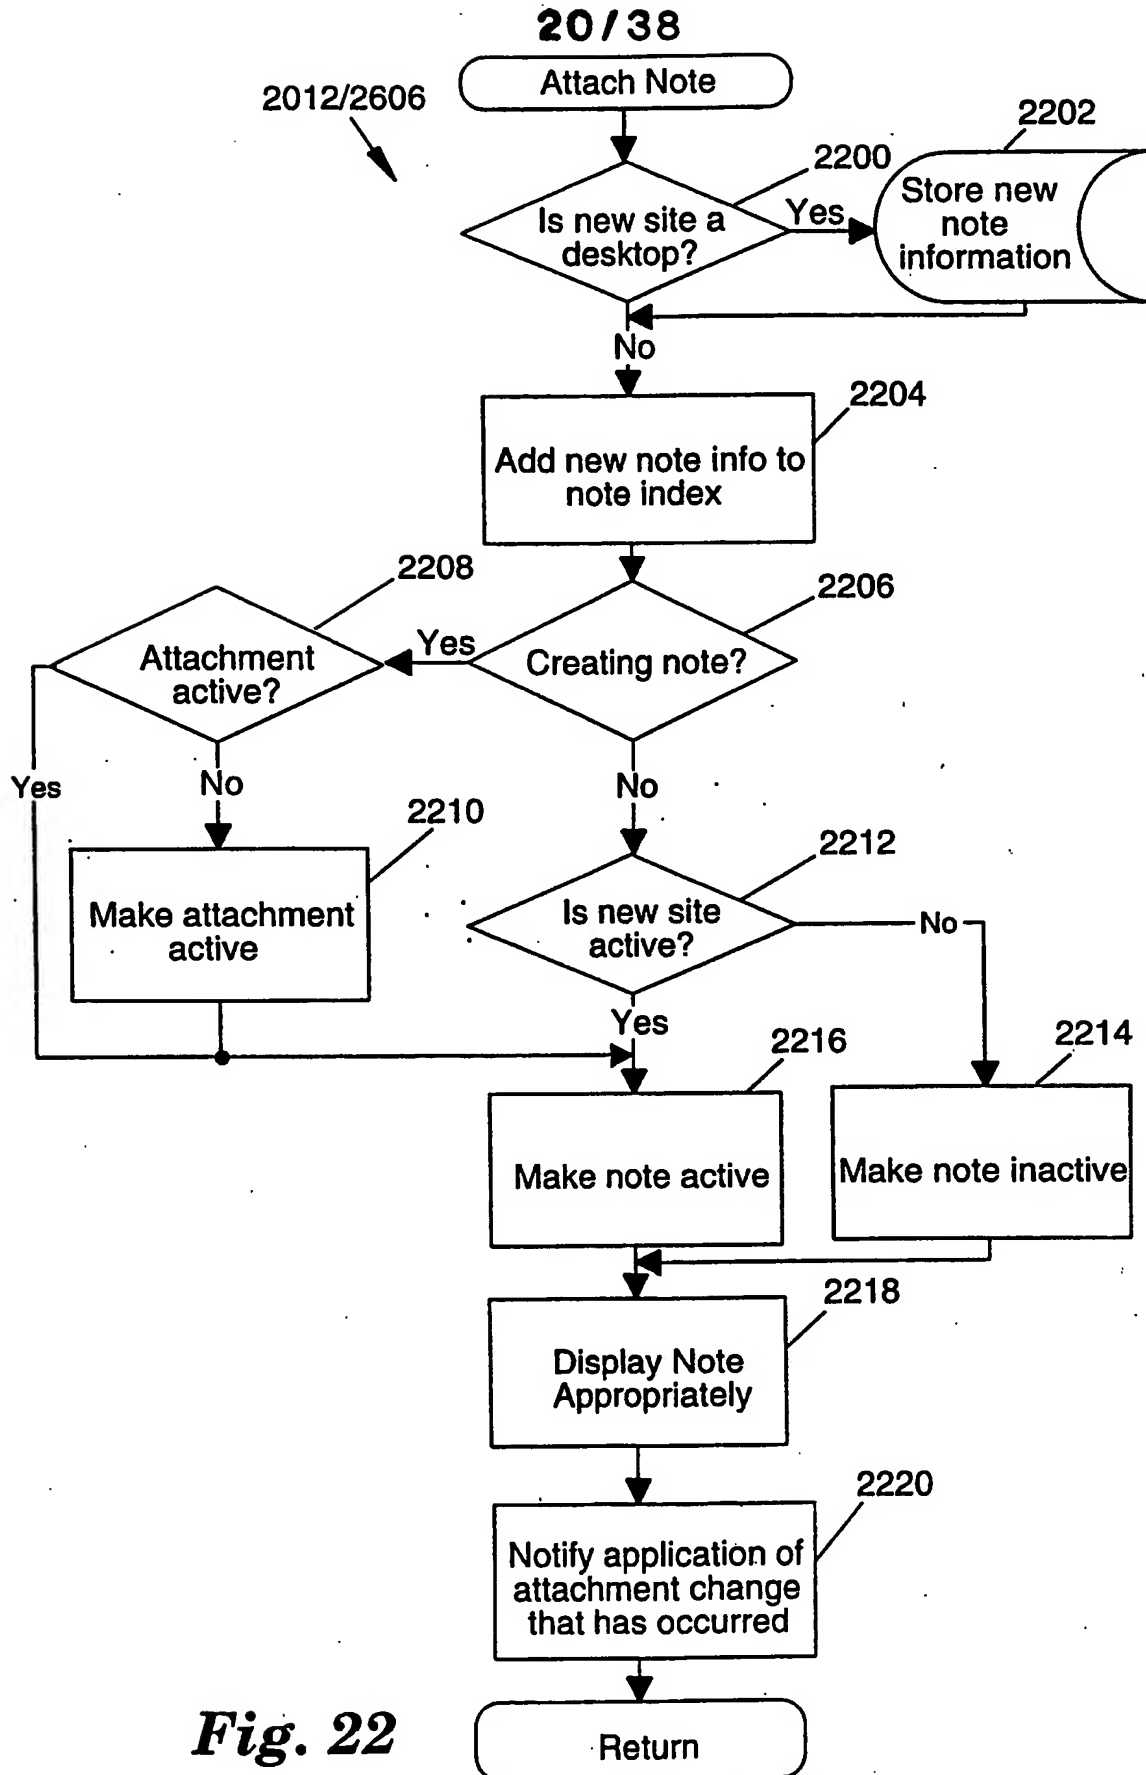 20/38
Attach Note
2012/2606
2202
2200
Is new site a
desktop?
Yes
Store new
note
information
No
2204
Add new note info to
note index
2208
2206
Attachment
active?
Yes
Creating note?
Yes
No
No
2210
2212
Make attachment
active
Is new site
active?
No
Yes
2216
2214
Make note active
Make note inactive
2218
Display Note
Appropriately
2220
Notify application of
attachment change
that has occurred
Fig. 22
Return